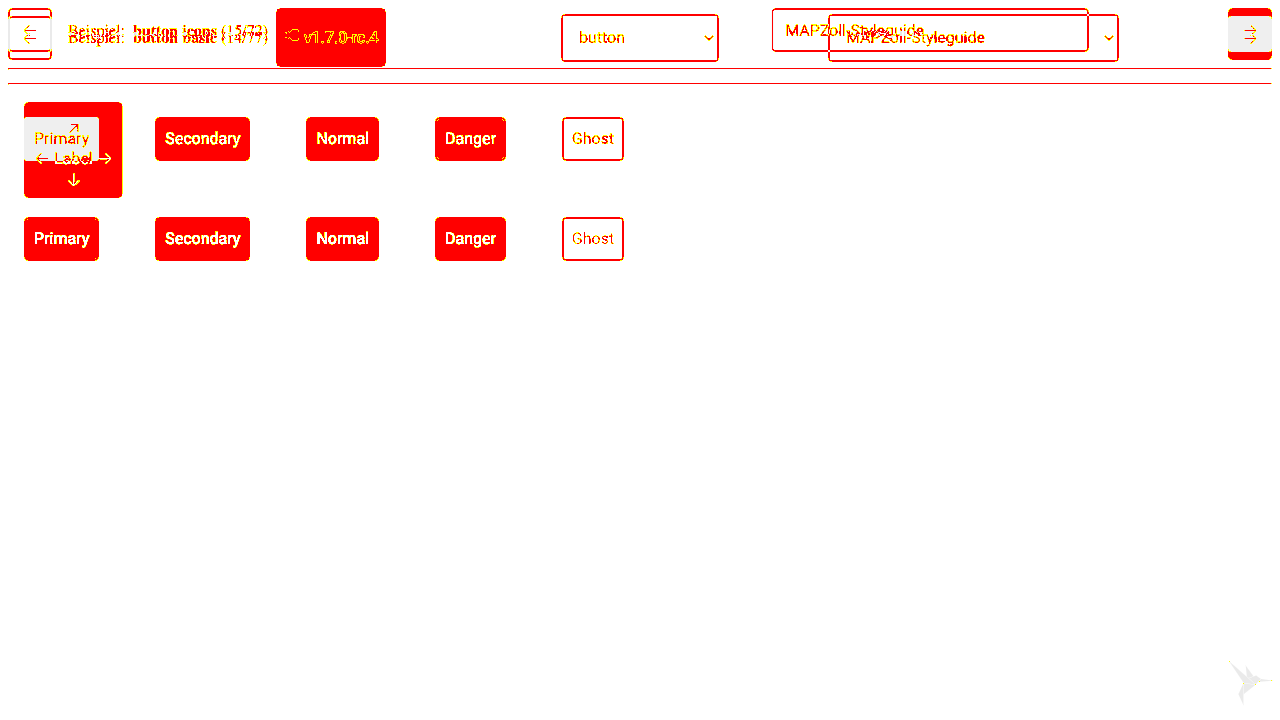 Beispiel: button icons (15/73)
Beispiel: button basic (14/77)
v1.7.0-rc.4
button
MAPZoll-Styleguide
MAPZoll-Styleguide
Primary Secondary Normal Danger Ghost
Label
Primary Secondary Normal Danger Ghost